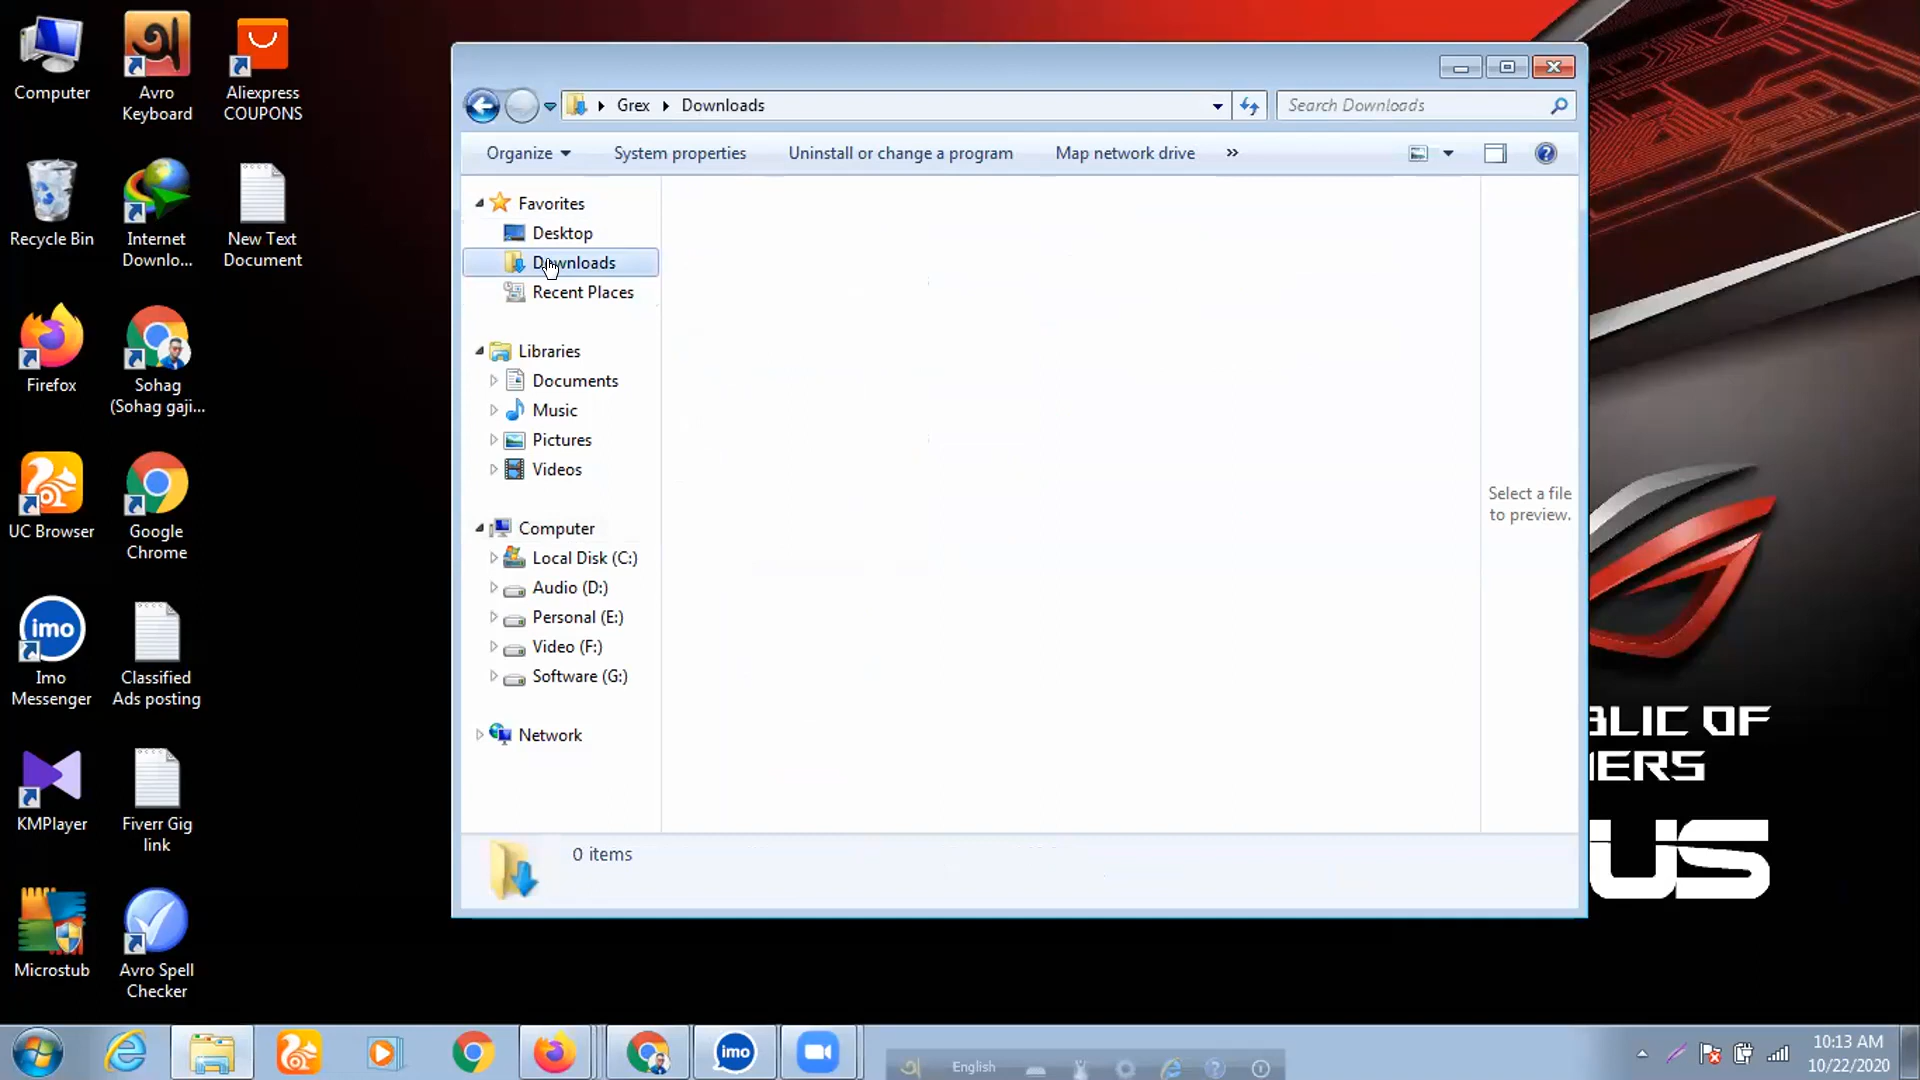 Computer
Avro
Keyboard
Aliexpress
COUPONS
Recycle Bin
Internet
Downlo...
New Text
Document
Firefox
Sohag
(Sohag gaji...
UC Browser
Google
Chrome
imo
Imo
Messenger
Classified
Ads posting
KMPlayer
Fiverr Gig
link
Microstub
Avro Spell
Checker
Grex
Downloads
Search Downloads
Organize
System properties
Uninstall or change a program
Map network drive
»
Favorites
Desktop
Downloads
Recent Places
Libraries
Documents
Music
Pictures
Videos
Computer
Local Disk (C:)
Audio (D:)
Personal (E:)
Video (F:)
Software (G:)
Network
Select a file
to preview.
0 items
BLIC OF
MERS
US
imo
English
10:13 AM
10/22/2020